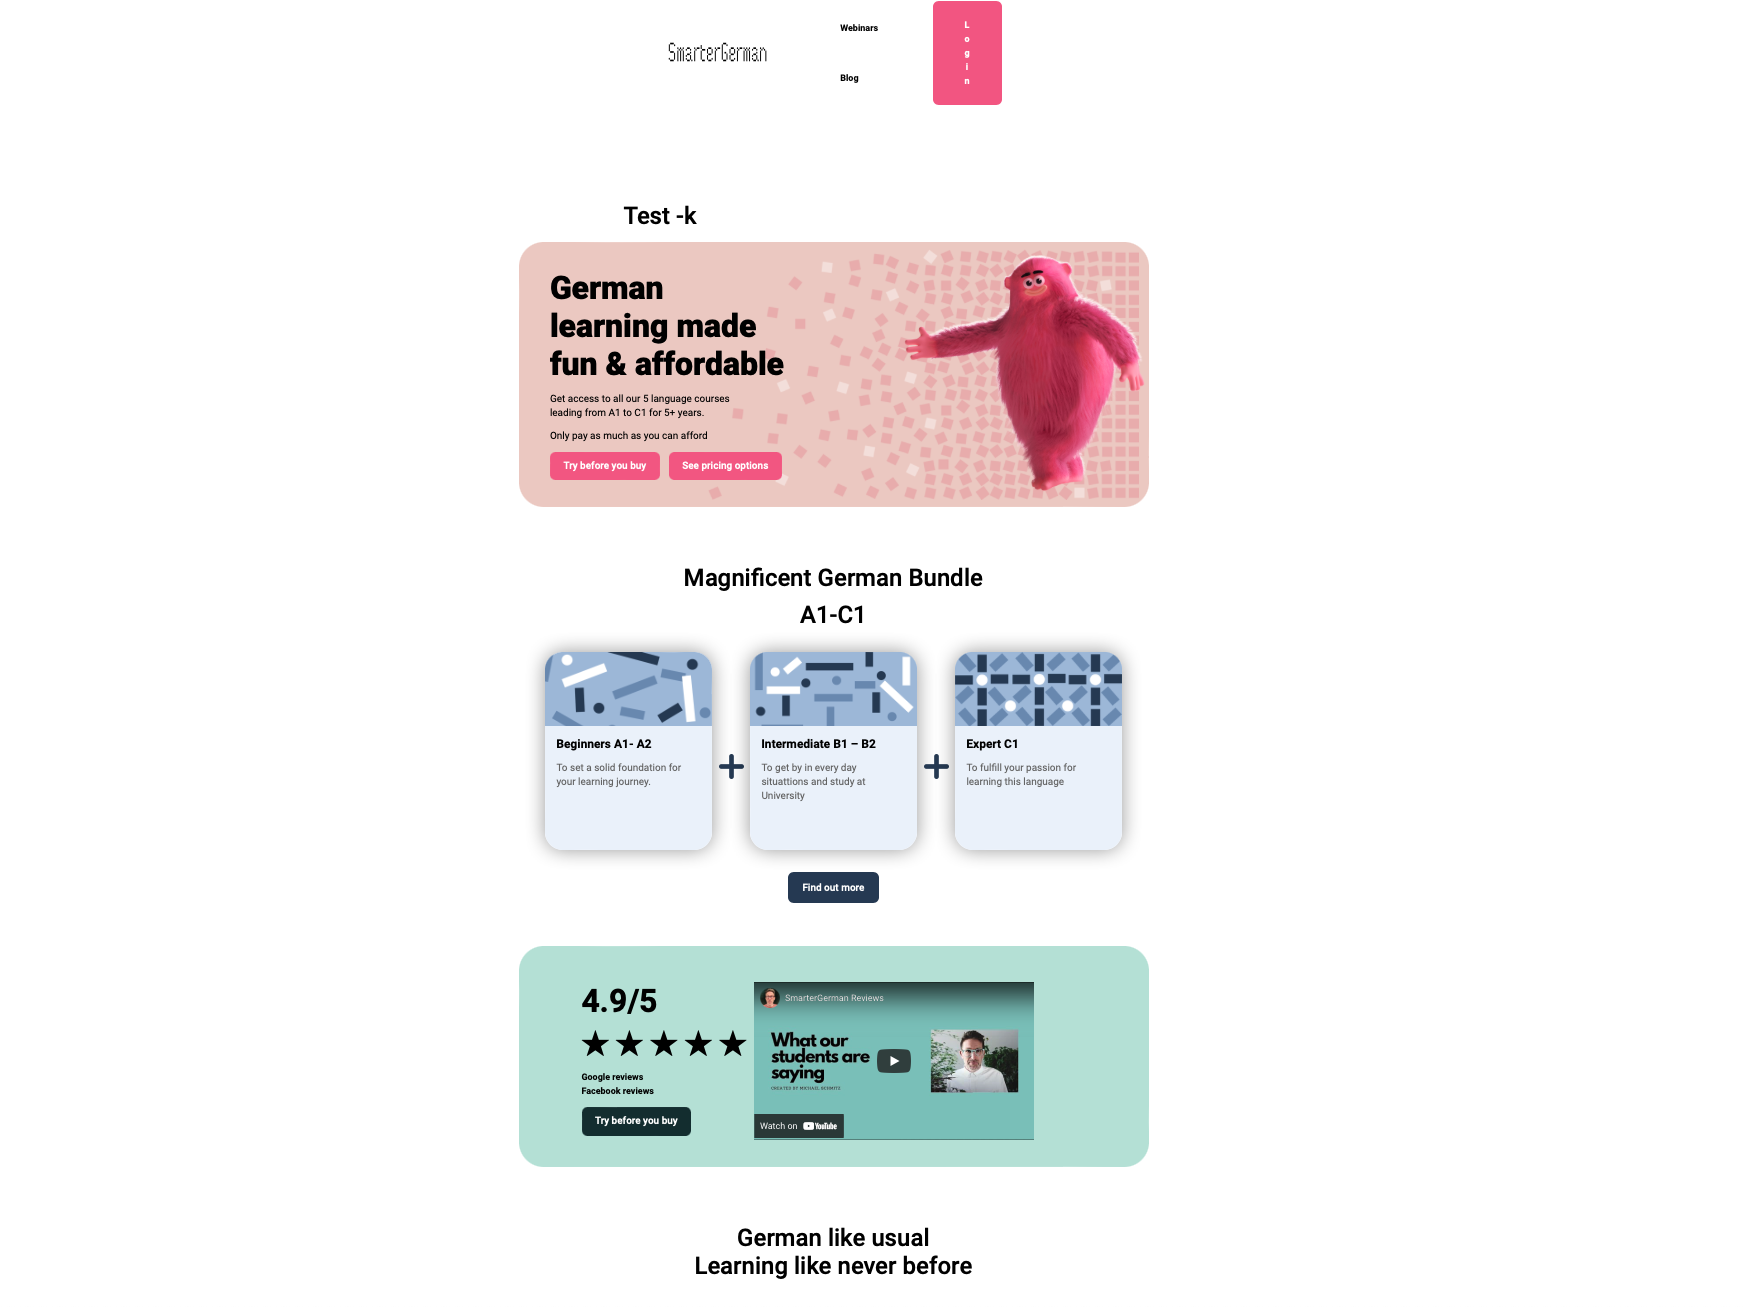 SmarterGerman
Webinars
Blog
L
o
g
i
n
Test -k
German
learning made
fun & affordable
Get access to all our 5 language courses
leading from A1 to C1 for 5+ years.
Only pay as much as you can afford
Try before you buy
See pricing options
Magnificent German Bundle
A1-C1
Beginners A1- A2
To set a solid foundation for
your learning journey.
Intermediate B1 – B2
To get by in every day
situattions and study at
University
Expert C1
To fulfill your passion for
learning this language
Find out more
4.9/5
Google reviews
Facebook reviews
Try before you buy
SmarterGerman Reviews
What our
students are
saying
CREATED BY MICHAEL SCHMITZ
Watch on YouTube
German like usual
Learning like never before